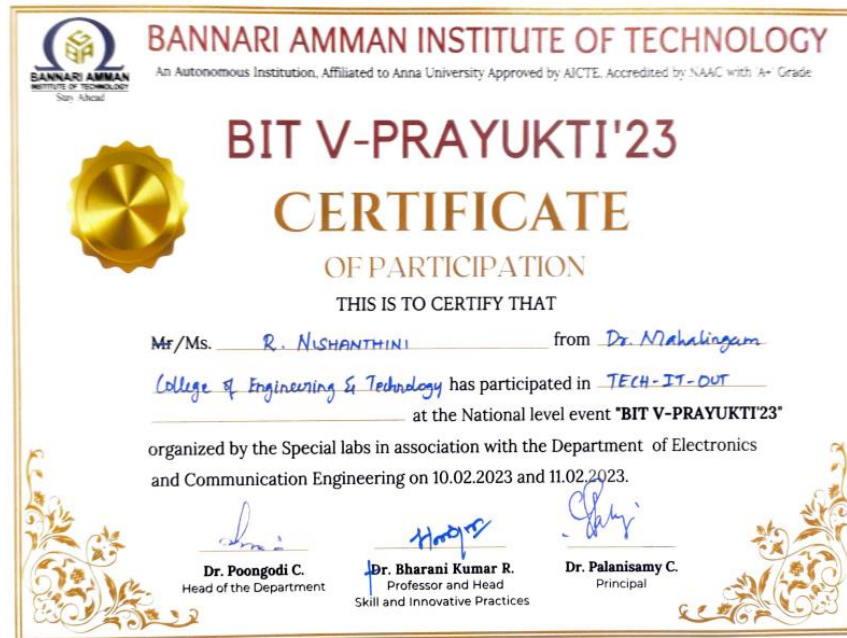 BANNARI AMMAN
INSTITUTE OF TECHNOLOGY
Stay Ahead
BANNARI AMMAN INSTITUTE OF TECHNOLOGY
An Autonomous Institution, Affiliated to Anna University Approved by AICTE, Accredited by NAAC with 'A+' Grade
BIT V-PRAYUKTI'23
CERTIFICATE
OF PARTICIPATION
THIS IS TO CERTIFY THAT
Mr/Ms. R. NISHANTHINI from Dr. Mahalingam
College of Engineering & Technology has participated in TECH-IT-OUT
at the National level event "BIT V-PRAYUKTI'23"
organized by the Special labs in association with the Department of Electronics
and Communication Engineering on 10.02.2023 and 11.02.2023.
Dr. Poongodi C.
Head of the Department
Dr. Bharani Kumar R.
Professor and Head
Skill and Innovative Practices
Dr. Palanisamy C.
Principal